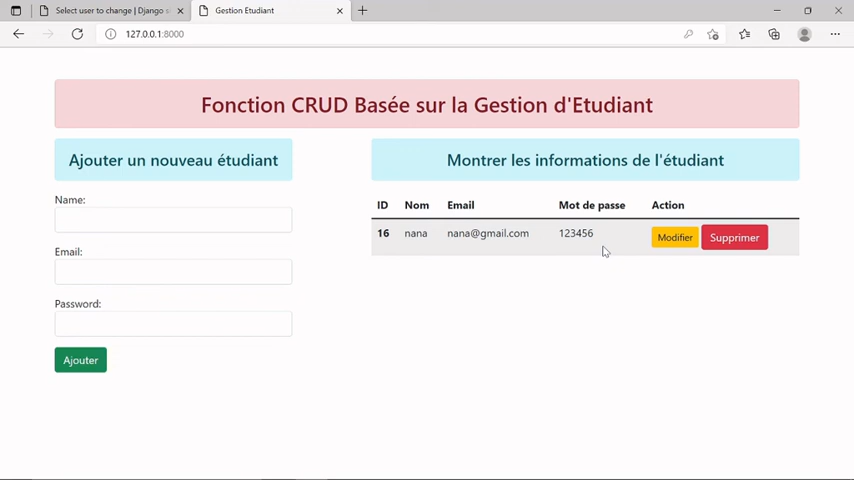 Select user to change | Django s
Gestion Etudiant
127.0.0.1:8000
Fonction CRUD Basée sur la Gestion d'Etudiant
Ajouter un nouveau étudiant
Name:
Email:
Password:
Ajouter
Montrer les informations de l'étudiant
ID Nom Email Mot de passe Action
16 nana nana@gmail.com 123456 Modifier Supprimer